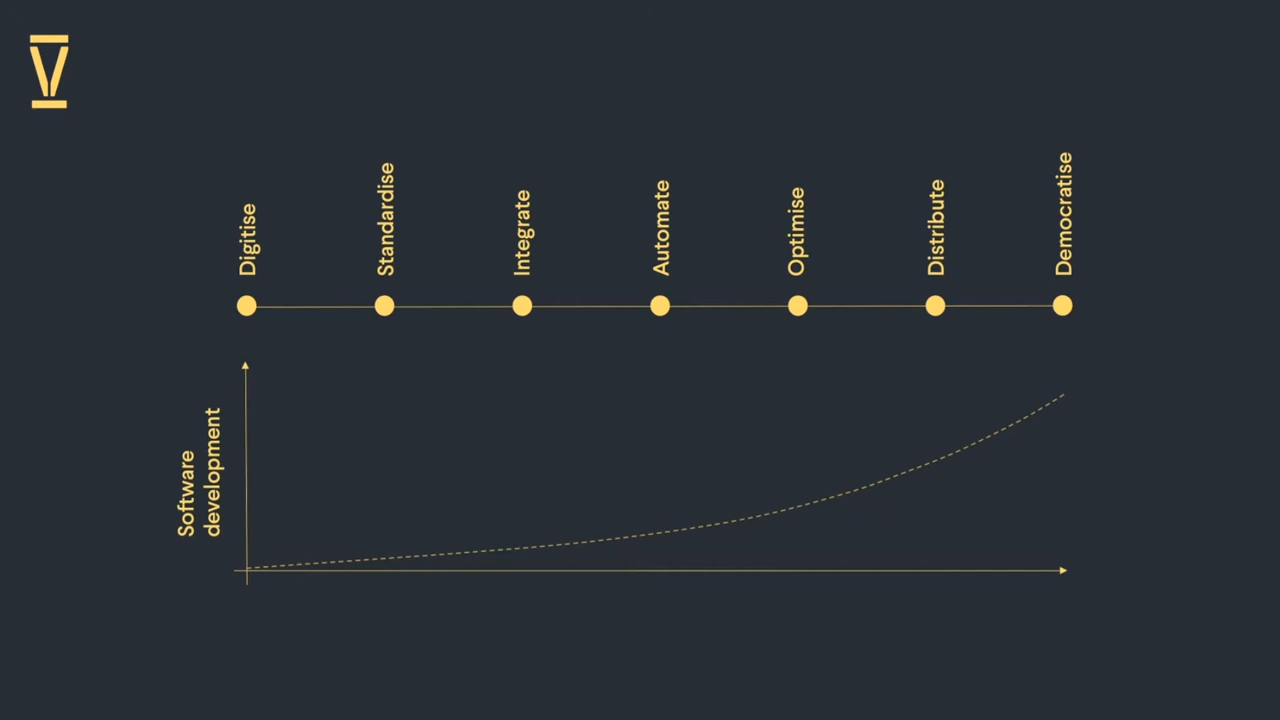 Digitise
Standardise
Integrate
Automate
Optimise
Distribute
Democratise
Software
development